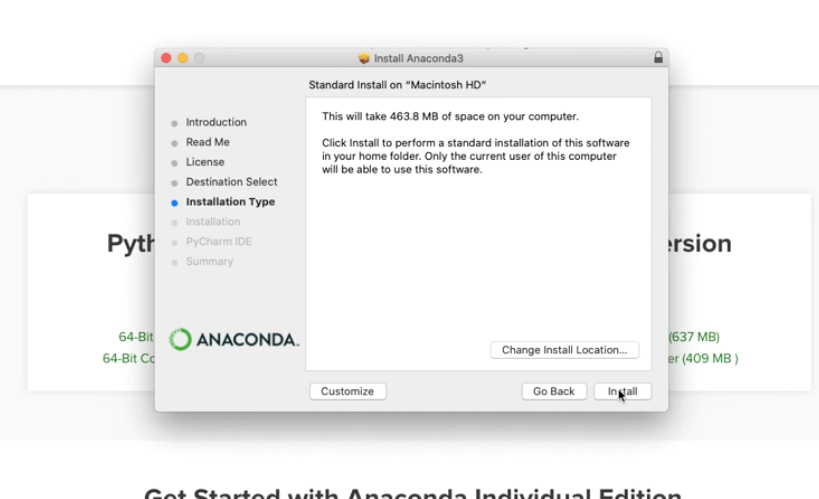 Install Anaconda3
Standard Install on “Macintosh HD”
Introduction
Read Me
License
Destination Select
Installation Type
Installation
PyCharm IDE
Summary
This will take 463.8 MB of space on your computer.
Click Install to perform a standard installation of this software
in your home folder. Only the current user of this computer
will be able to use this software.
ANACONDA.
Change Install Location...
Customize
Go Back
Install
64-Bit
(637 MB)
64-Bit
(409 MB )
Get Started with Anaconda Individual Edition